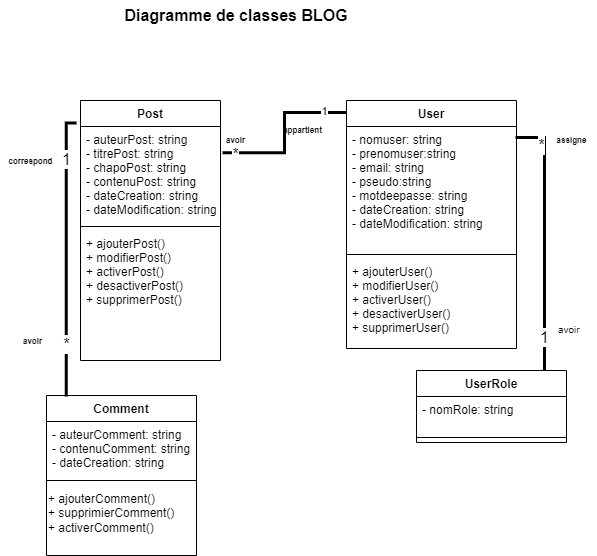 Diagramme de classes BLOG
Post
- auteurPost: string
- titrePost: string
- chapoPost: string
- contenuPost: string
- dateCreation: string
- dateModification: string
+ ajouterPost()
+ modifierPost()
+ activerPost()
+ desactiverPost()
+ supprimerPost()
avoir
*
1
appartient
User
- nomuser: string
- prenomuser:string
- email: string
- pseudo:string
- motdeepasse: string
- dateCreation: string
- dateModification: string
+ ajouterUser()
+ modifierUser()
+ activerUser()
+ desactiverUser()
+ supprimerUser()
*
assigne
1
avoir
UserRole
- nomRole: string
correspond
1
avoir
*
Comment
- auteurComment: string
- contenuComment: string
- dateCreation: string
+ ajouterComment()
+ supprimierComment()
+ activerComment()